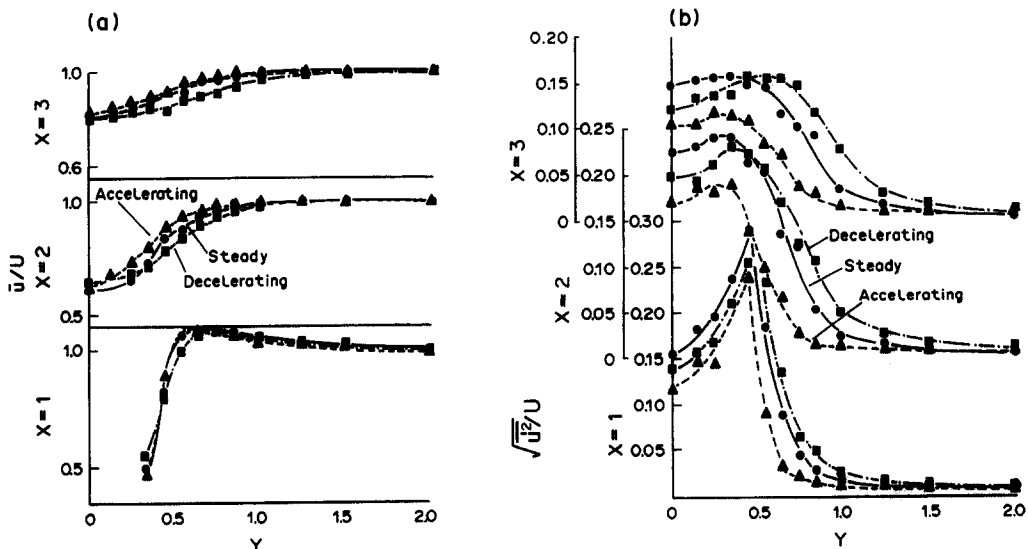 (a)
1.0
X = 3
0.6
Accelerating
1.0
ū/U
X = 2
Steady
Decelerating
0.5
1.0
X = 1
0.5
0 0.5 1.0 1.5 2.0
Y
(b)
0.20
0.15
X = 3
0.10 0.25
0.05 0.20
0 0.15 0.30
Decelerating
X = 2
0.10 0.25
Steady
Accelerating
0.05 0.20
0 0.15
√u'²/U
X = 1
0.10
0.05
0 0.5 1.0 1.5 2.0
Y